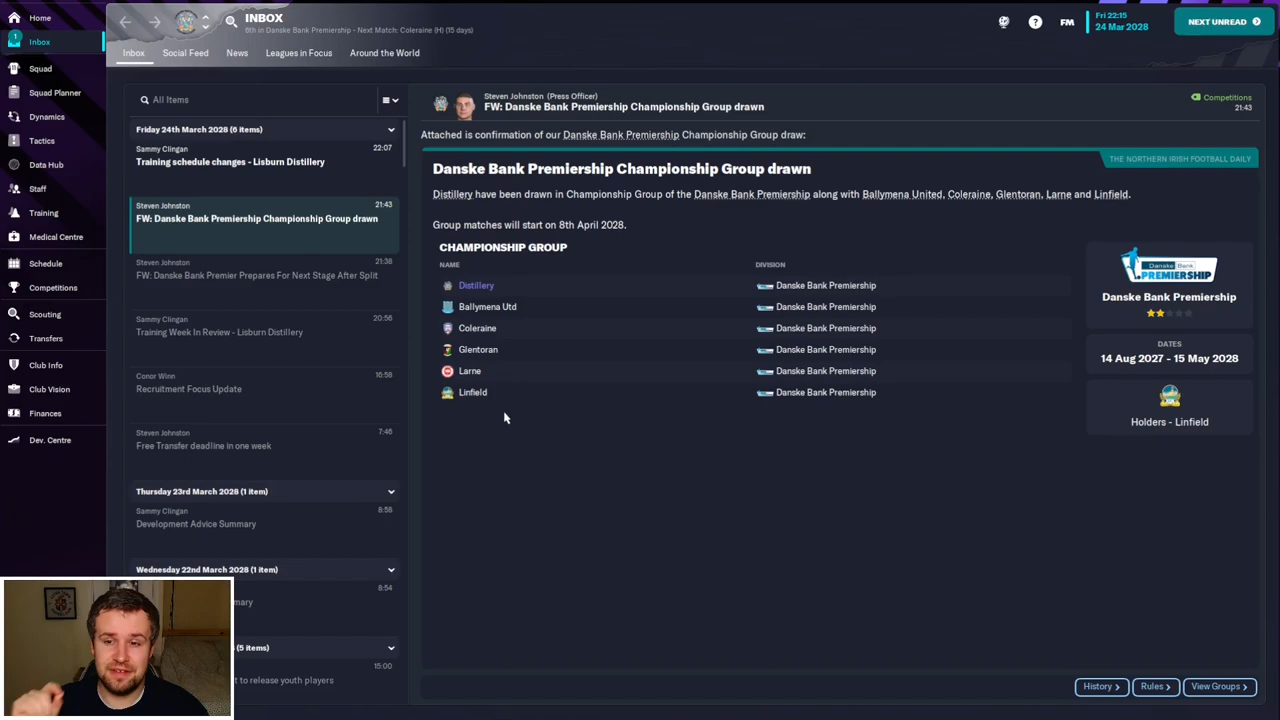 Home
1
Inbox
Squad
Squad Planner
Dynamics
Tactics
Data Hub
Staff
Training
Medical Centre
Schedule
Competitions
Scouting
Transfers
Club Info
Club Vision
Finances
Dev. Centre
INBOX
6th in Danske Bank Premiership - Next Match: Coleraine (H) (15 days)
FM
Fri 22:15
24 Mar 2028
NEXT UNREAD
Inbox
Social Feed
News
Leagues in Focus
Around the World
All Items
Friday 24th March 2028 (6 items)
Sammy Clingan 22:07
Training schedule changes - Lisburn Distillery
Steven Johnston 21:43
FW: Danske Bank Premiership Championship Group drawn
Steven Johnston 21:38
FW: Danske Bank Premier Prepares For Next Stage After Split
Sammy Clingan 20:56
Training Week In Review - Lisburn Distillery
Conor Winn 16:58
Recruitment Focus Update
Steven Johnston 7:46
Free Transfer deadline in one week
Thursday 23rd March 2028 (1 item)
Sammy Clingan 8:58
Development Advice Summary
Wednesday 22nd March 2028 (1 item)
8:54
mmary
(5 items)
15:00
t to release youth players
Steven Johnston (Press Officer)
FW: Danske Bank Premiership Championship Group drawn
Competitions
21:43
Attached is confirmation of our Danske Bank Premiership Championship Group draw:
THE NORTHERN IRISH FOOTBALL DAILY
Danske Bank Premiership Championship Group drawn
Distillery have been drawn in Championship Group of the Danske Bank Premiership along with Ballymena United, Coleraine, Glentoran, Larne and Linfield.
Group matches will start on 8th April 2028.
CHAMPIONSHIP GROUP
NAME DIVISION
Distillery Danske Bank Premiership
Ballymena Utd Danske Bank Premiership
Coleraine Danske Bank Premiership
Glentoran Danske Bank Premiership
Larne Danske Bank Premiership
Linfield Danske Bank Premiership
Danske Bank
PREMIERSHIP
Danske Bank Premiership
DATES
14 Aug 2027 - 15 May 2028
Holders - Linfield
History
Rules
View Groups